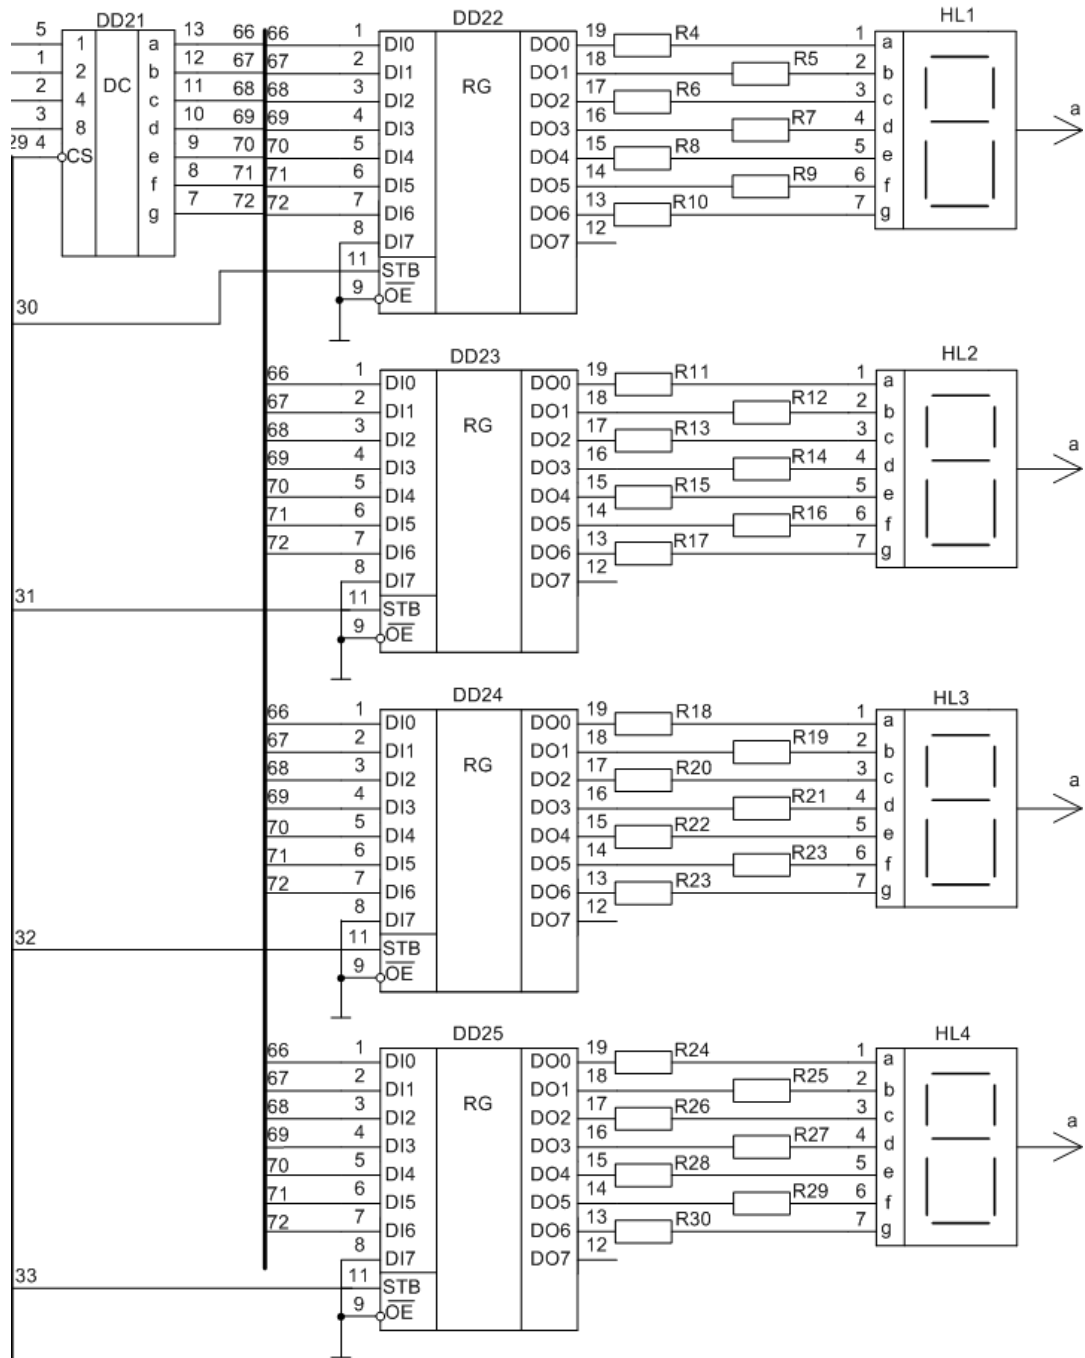 DD21 DD22 HL1
5 1 a 13 66 66 1 DI0 DO0 19 R4 1 a
1 2 DC b 12 67 67 2 DI1 RG DO1 18 R5 2 b
2 4 c 11 68 68 3 DI2 DO2 17 R6 3 c
3 8 d 10 69 69 4 DI3 DO3 16 R7 4 d a
29 4 CS e 9 70 70 5 DI4 DO4 15 R8 5 e
f 8 71 71 6 DI5 DO5 14 R9 6 f
g 7 72 72 7 DI6 DO6 13 R10 7 g
8 DI7 DO7 12
11 STB
9 OE
30
DD23 HL2
66 1 DI0 DO0 19 R11 1 a
67 2 DI1 RG DO1 18 R12 2 b
68 3 DI2 DO2 17 R13 3 c
69 4 DI3 DO3 16 R14 4 d a
70 5 DI4 DO4 15 R15 5 e
71 6 DI5 DO5 14 R16 6 f
72 7 DI6 DO6 13 R17 7 g
8 DI7 DO7 12
31 11 STB
9 OE
DD24 HL3
66 1 DI0 DO0 19 R18 1 a
67 2 DI1 RG DO1 18 R19 2 b
68 3 DI2 DO2 17 R20 3 c
69 4 DI3 DO3 16 R21 4 d a
70 5 DI4 DO4 15 R22 5 e
71 6 DI5 DO5 14 R23 6 f
72 7 DI6 DO6 13 R23 7 g
8 DI7 DO7 12
32 11 STB
9 OE
DD25 HL4
66 1 DI0 DO0 19 R24 1 a
67 2 DI1 RG DO1 18 R25 2 b
68 3 DI2 DO2 17 R26 3 c
69 4 DI3 DO3 16 R27 4 d a
70 5 DI4 DO4 15 R28 5 e
71 6 DI5 DO5 14 R29 6 f
72 7 DI6 DO6 13 R30 7 g
8 DI7 DO7 12
33 11 STB
9 OE